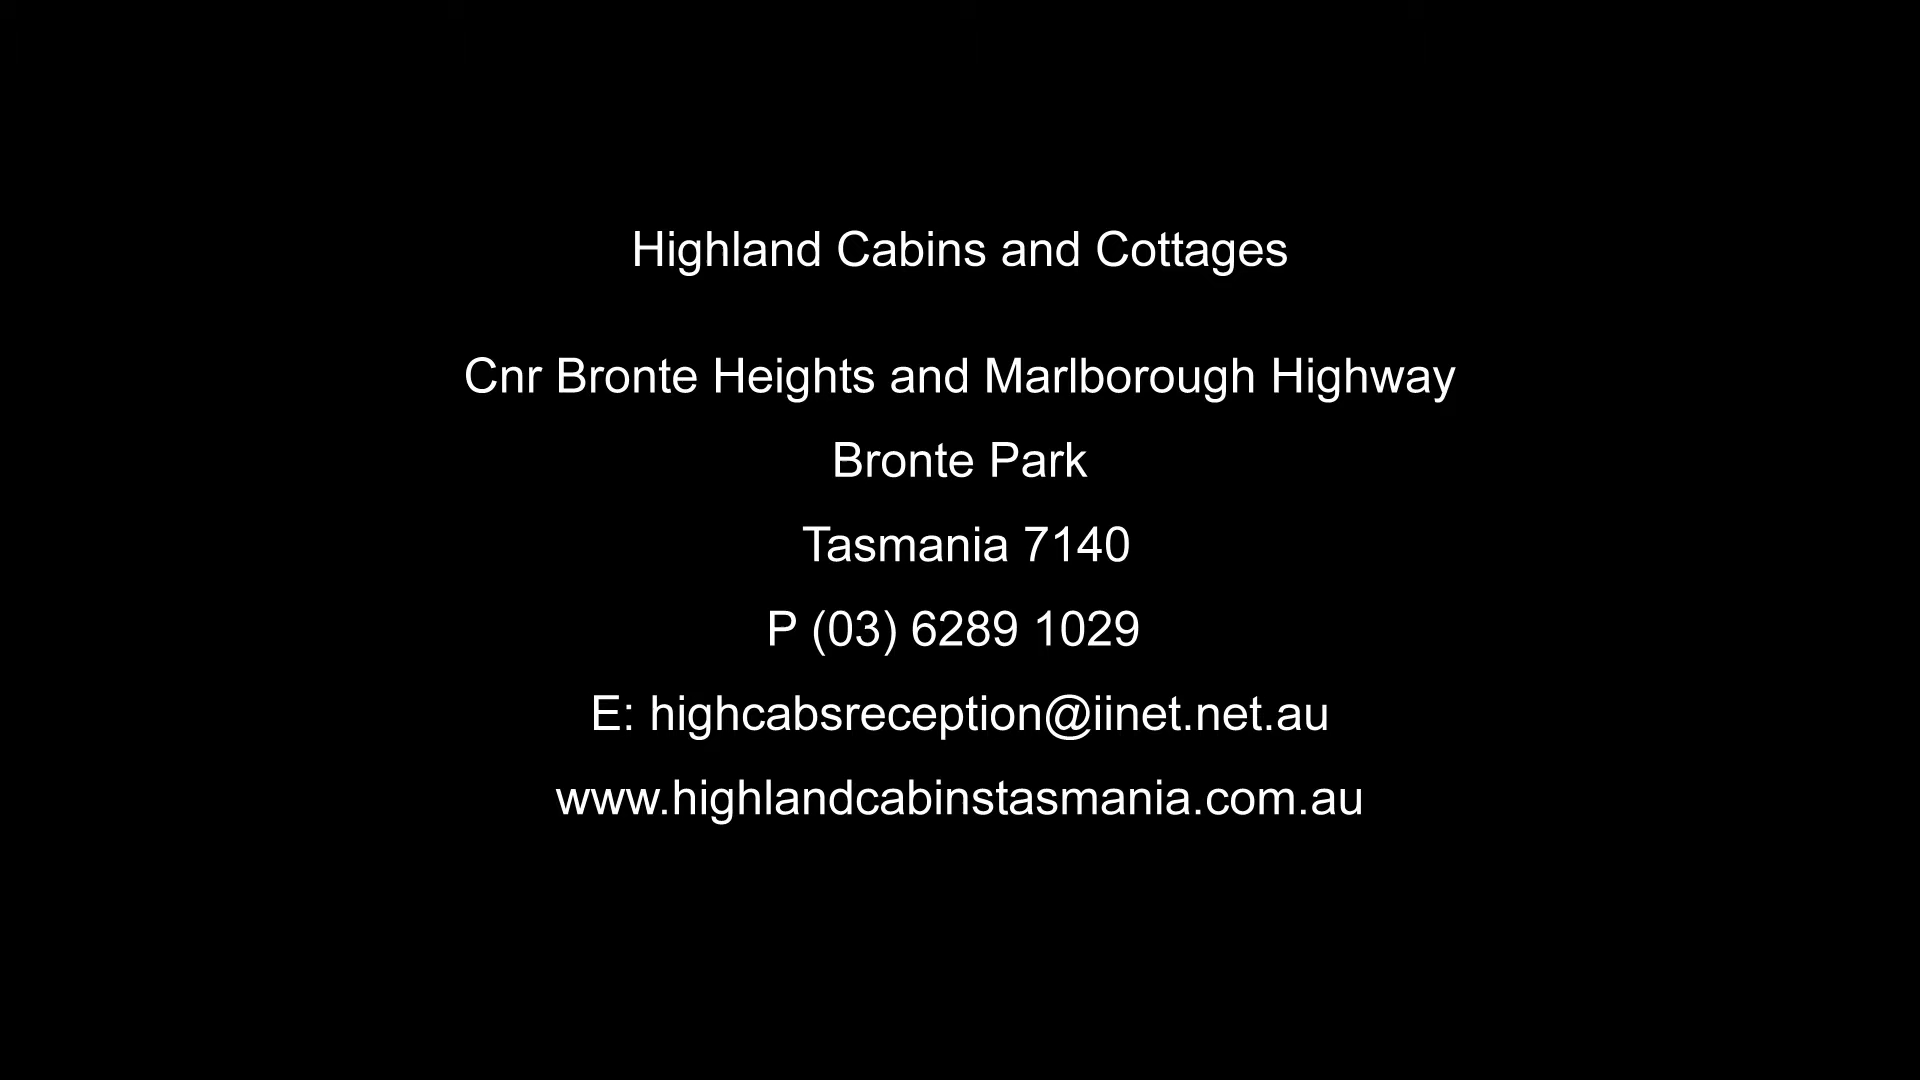 Highland Cabins and Cottages
Cnr Bronte Heights and Marlborough Highway
Bronte Park
Tasmania 7140
P (03) 6289 1029
E: highcabsreception@iinet.net.au
www.highlandcabinstasmania.com.au